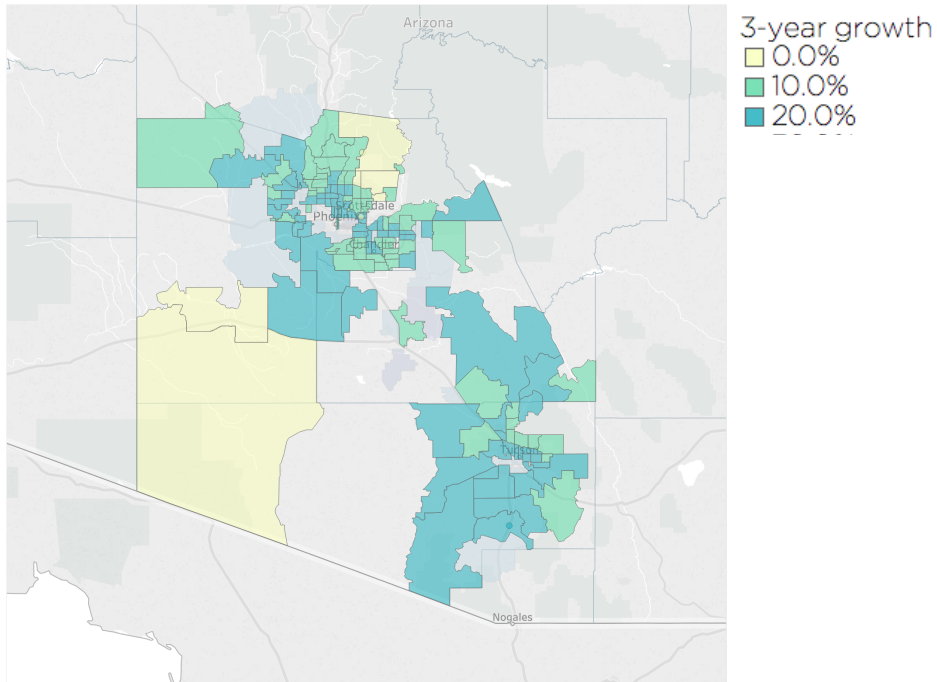 Arizona
3-year growth
0.0%
10.0%
20.0%
Scottsdale
Phoenix
Chandler
Tucson
Nogales